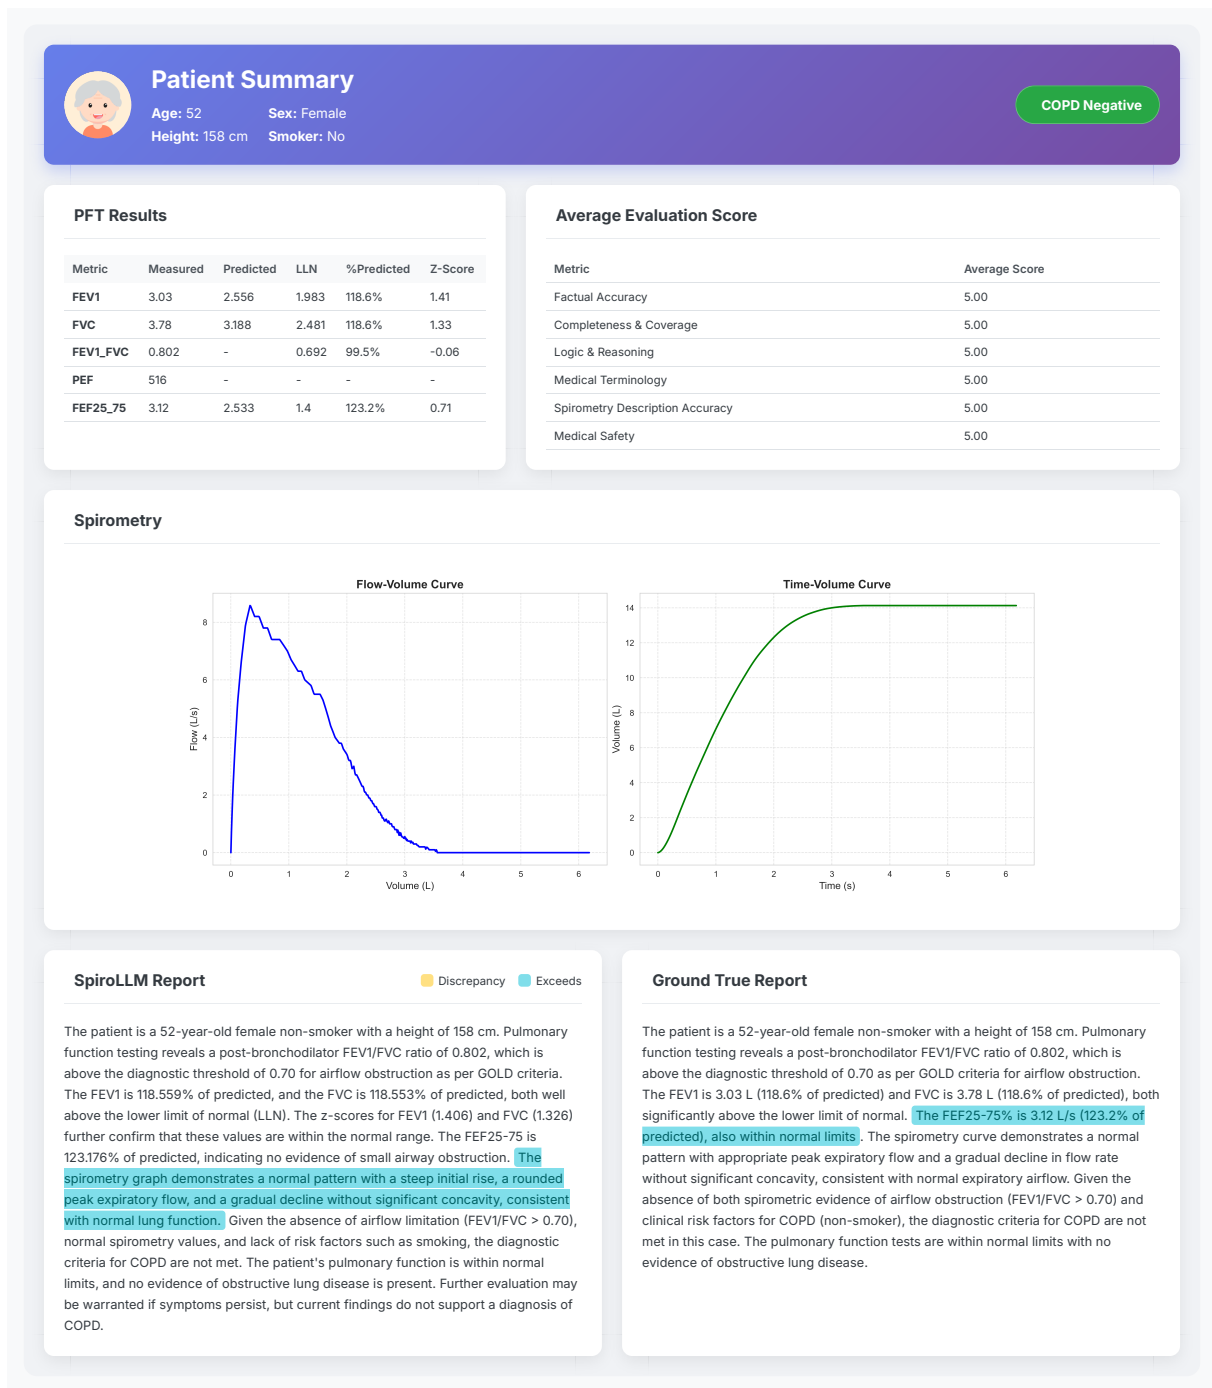 Patient Summary
Age: 52 Sex: Female
Height: 158 cm Smoker: No
COPD Negative
PFT Results
Metric Measured Predicted LLN %Predicted Z-Score
FEV1 3.03 2.556 1.983 118.6% 1.41
FVC 3.78 3.188 2.481 118.6% 1.33
FEV1_FVC 0.802 - 0.692 99.5% -0.06
PEF 516 - - - -
FEF25_75 3.12 2.533 1.4 123.2% 0.71
Average Evaluation Score
Metric Average Score
Factual Accuracy 5.00
Completeness & Coverage 5.00
Logic & Reasoning 5.00
Medical Terminology 5.00
Spirometry Description Accuracy 5.00
Medical Safety 5.00
Spirometry
Flow-Volume Curve
Flow (L/s)
8
6
4
2
0
0 1 2 3 4 5 6
Volume (L)
Time-Volume Curve
Volume (L)
14
12
10
8
6
4
2
0
0 1 2 3 4 5 6
Time (s)
SpiroLLM Report
Discrepancy Exceeds
The patient is a 52-year-old female non-smoker with a height of 158 cm. Pulmonary
function testing reveals a post-bronchodilator FEV1/FVC ratio of 0.802, which is
above the diagnostic threshold of 0.70 for airflow obstruction as per GOLD criteria.
The FEV1 is 118.559% of predicted, and the FVC is 118.553% of predicted, both well
above the lower limit of normal (LLN). The z-scores for FEV1 (1.406) and FVC (1.326)
further confirm that these values are within the normal range. The FEF25-75 is
123.176% of predicted, indicating no evidence of small airway obstruction. The
spirometry graph demonstrates a normal pattern with a steep initial rise, a rounded
peak expiratory flow, and a gradual decline without significant concavity, consistent
with normal lung function. Given the absence of airflow limitation (FEV1/FVC > 0.70),
normal spirometry values, and lack of risk factors such as smoking, the diagnostic
criteria for COPD are not met. The patient's pulmonary function is within normal
limits, and no evidence of obstructive lung disease is present. Further evaluation may
be warranted if symptoms persist, but current findings do not support a diagnosis of
COPD.
Ground True Report
The patient is a 52-year-old female non-smoker with a height of 158 cm. Pulmonary
function testing reveals a post-bronchodilator FEV1/FVC ratio of 0.802, which is
above the diagnostic threshold of 0.70 as per GOLD criteria for airflow obstruction.
The FEV1 is 3.03 L (118.6% of predicted) and FVC is 3.78 L (118.6% of predicted), both
significantly above the lower limit of normal. The FEF25-75% is 3.12 L/s (123.2% of
predicted), also within normal limits . The spirometry curve demonstrates a normal
pattern with appropriate peak expiratory flow and a gradual decline in flow rate
without significant concavity, consistent with normal expiratory airflow. Given the
absence of both spirometric evidence of airflow obstruction (FEV1/FVC > 0.70) and
clinical risk factors for COPD (non-smoker), the diagnostic criteria for COPD are not
met in this case. The pulmonary function tests are within normal limits with no
evidence of obstructive lung disease.